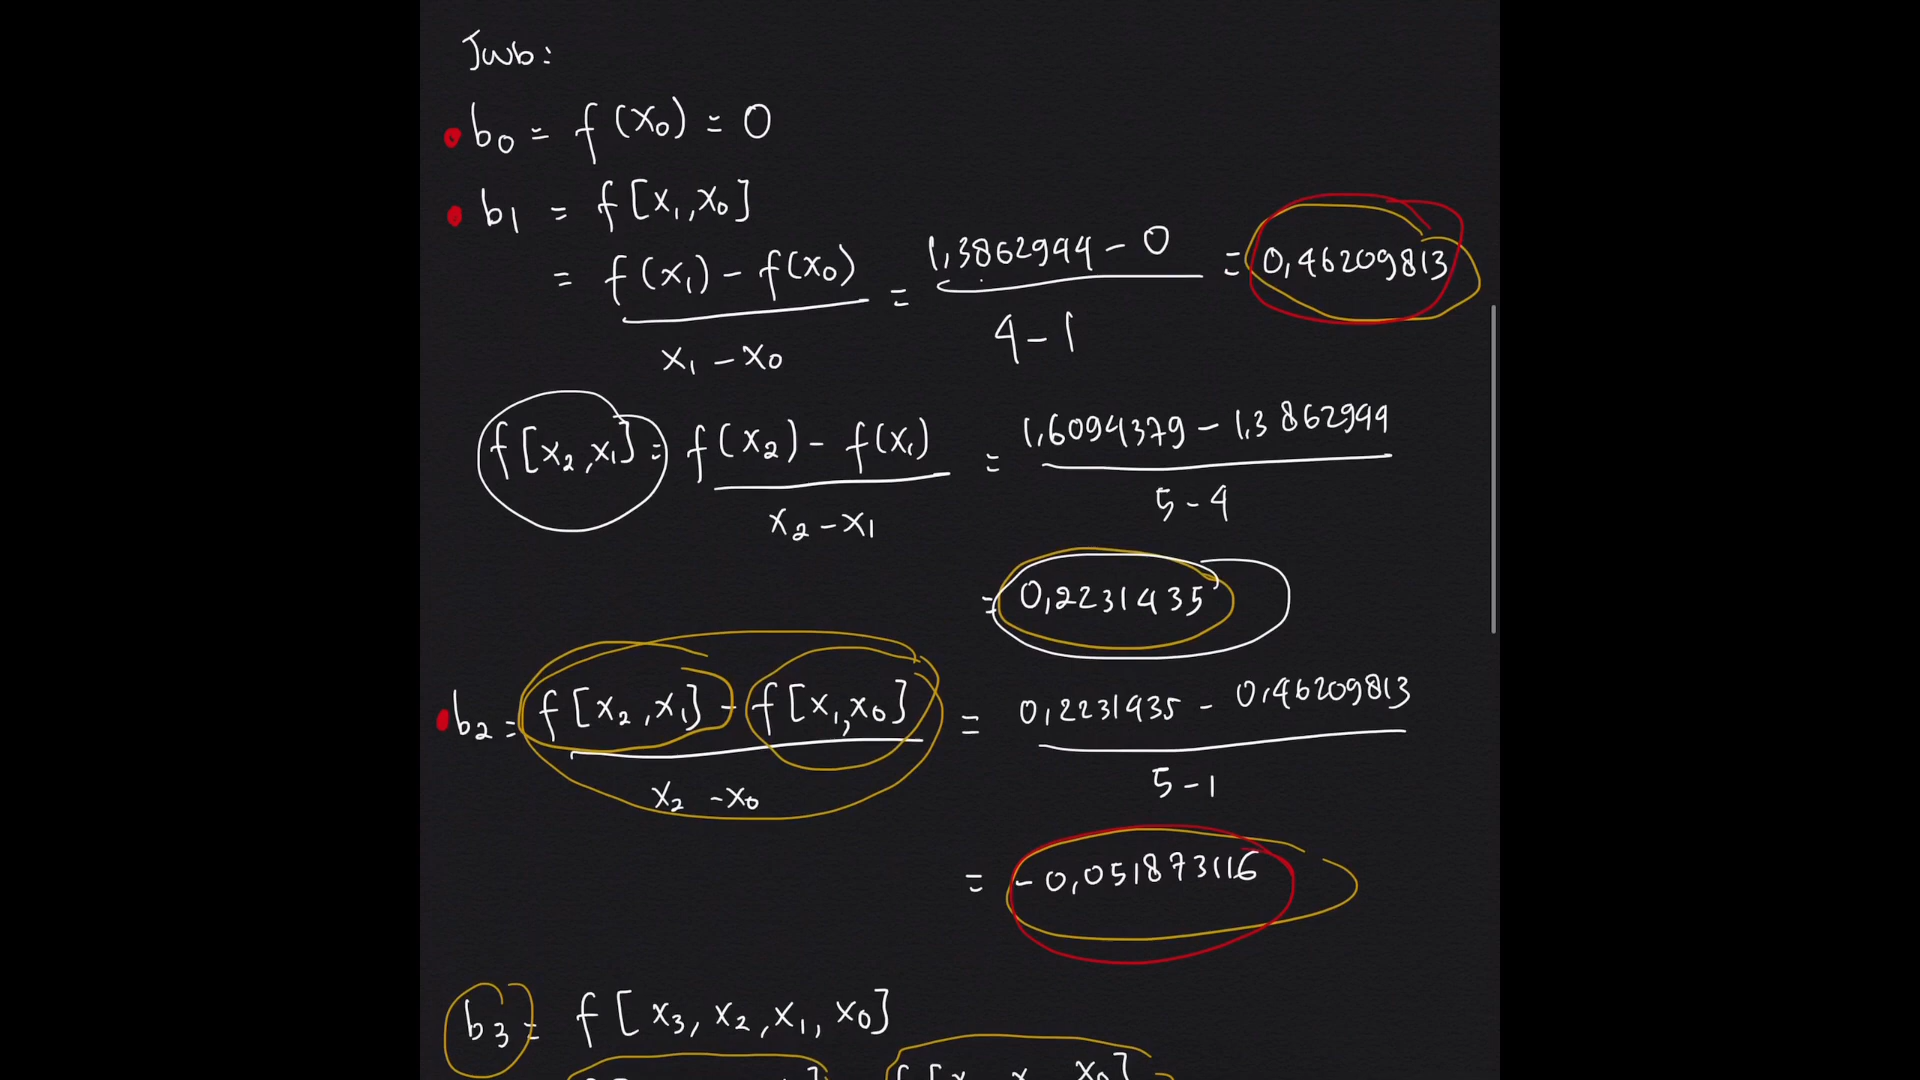 Jwb:
b0 = f(x0) = 0
b1 = f[x1,x0]
= f(x1) - f(x0) / x1 - x0 = 1,3862944 - 0 / 4 - 1 = 0,46209813
f[x2,x1] = f(x2) - f(x1) / x2 - x1 = 1,6094379 - 1,3862944 / 5 - 4
= 0,2231435
b2 = f[x2,x1] - f[x1,x0] / x2 - x0 = 0,2231435 - 0,46209813 / 5 - 1
= -0,051873116
b3 = f[x3, x2, x1, x0]